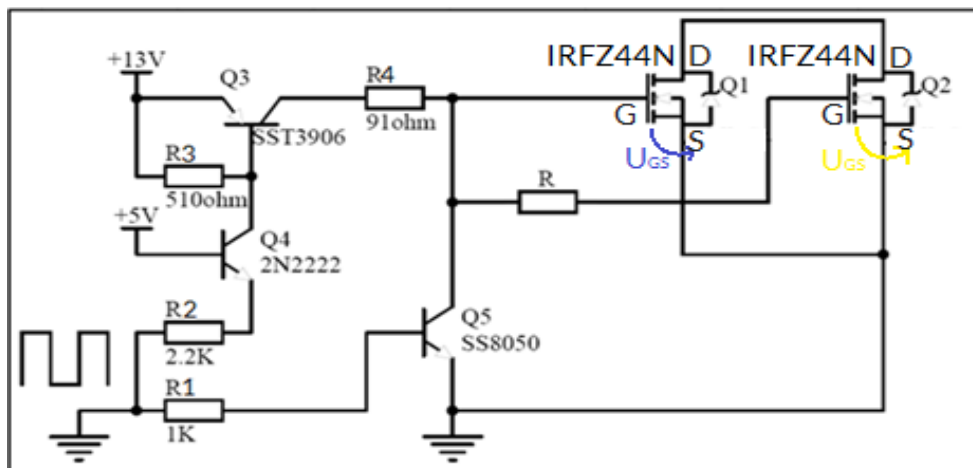 IRFZ44N D
IRFZ44N D
+13V
Q3
R4
Q1
Q2
SST3906
91ohm
G
G
S
S
UGS
UGS
R3
510ohm
R
+5V
Q4
2N2222
R2
2.2K
Q5
SS8050
R1
1K